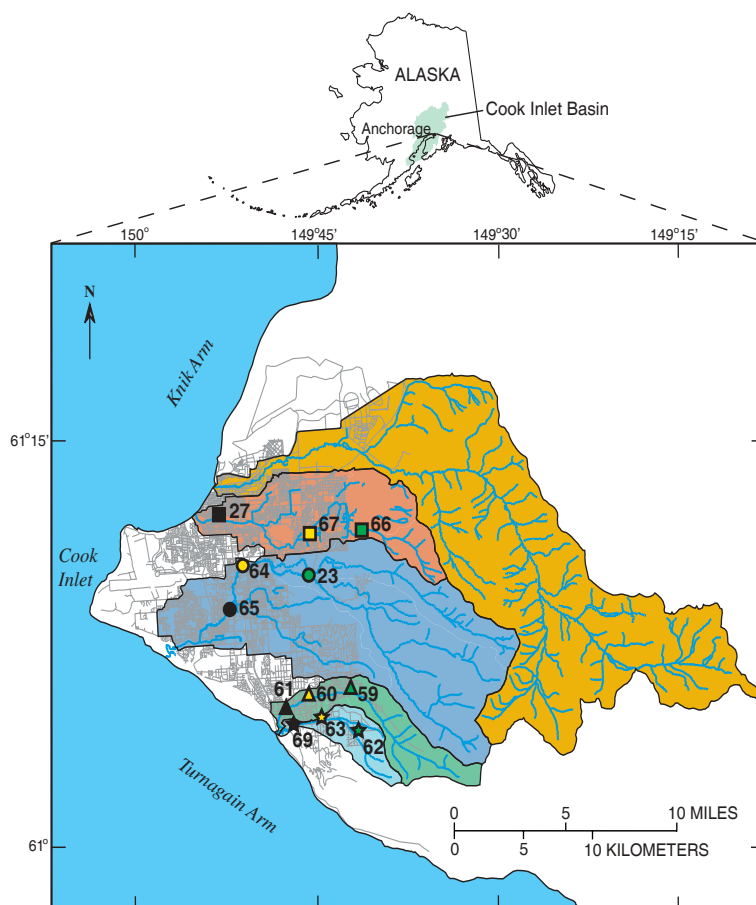 ALASKA
Cook Inlet Basin
Anchorage
150° 149°45' 149°30' 149°15'
N
Knik Arm
61°15'
27
67 66
Cook
Inlet
64 23
65
61 60 59
69 63 62
Turnagain Arm
0 5 10 MILES
0 5 10 KILOMETERS
61°